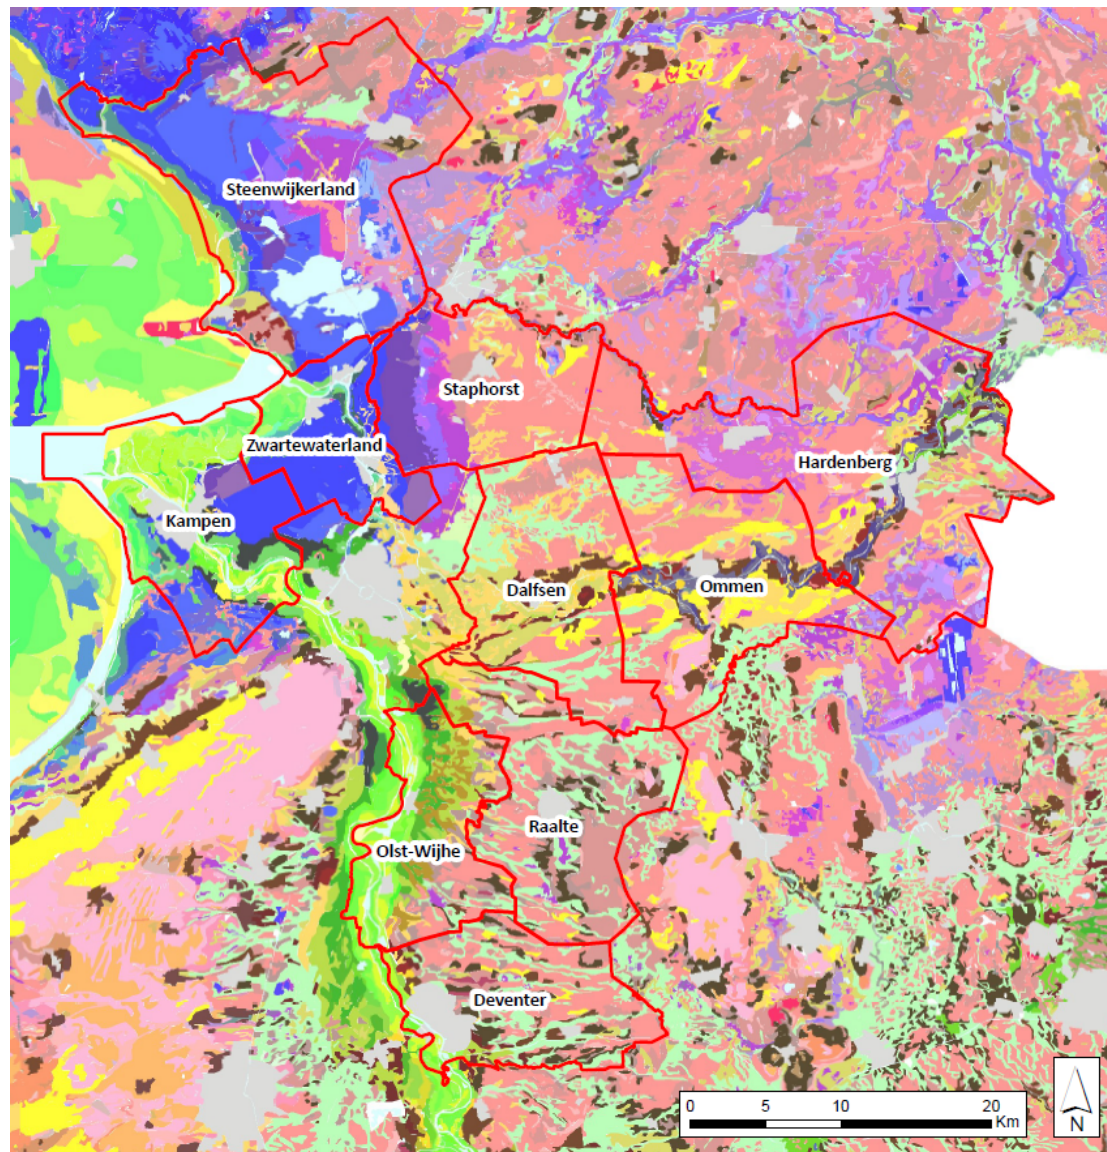 Steenwijkerland
Staphorst
Zwartewaterland
Hardenberg
Kampen
Dalfsen
Ommen
Raalte
Olst-Wijhe
Deventer
0 5 10 20
Km
N